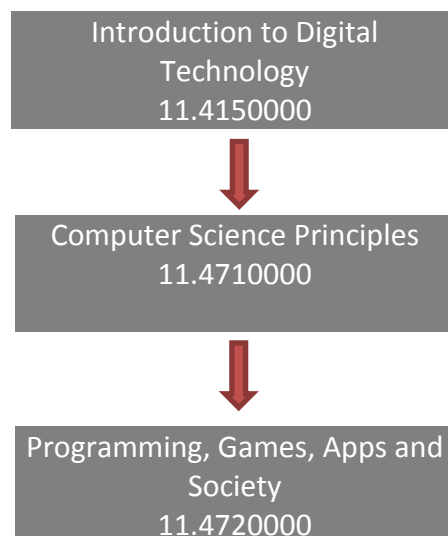 Introduction to Digital
Technology
11.4150000
Computer Science Principles
11.4710000
Programming, Games, Apps and
Society
11.4720000